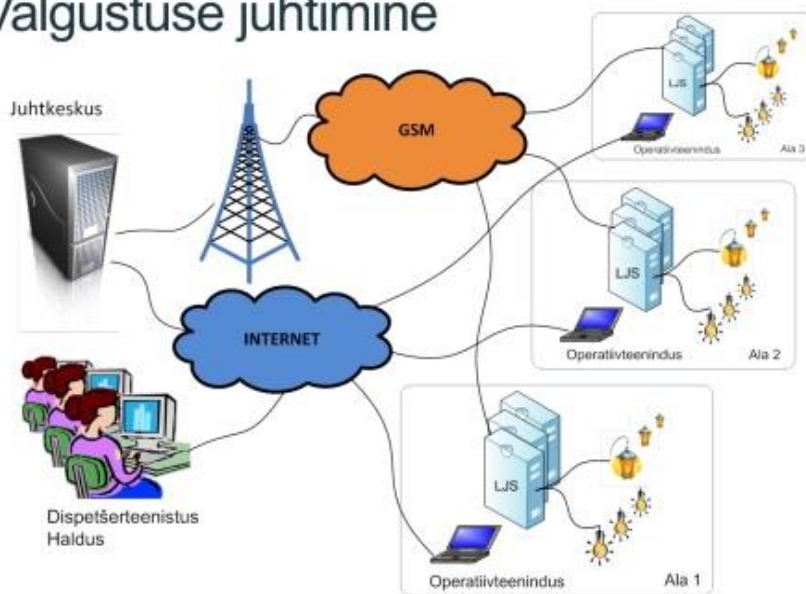 Valgustuse juhtimine
Juhtkeskus
GSM
LJS
Operatiivteenindus
Ala 3
LJS
Operatiivteenindus
Ala 2
INTERNET
LJS
Operatiivteenindus
Ala 1
Dispetšerteenistus
Haldus